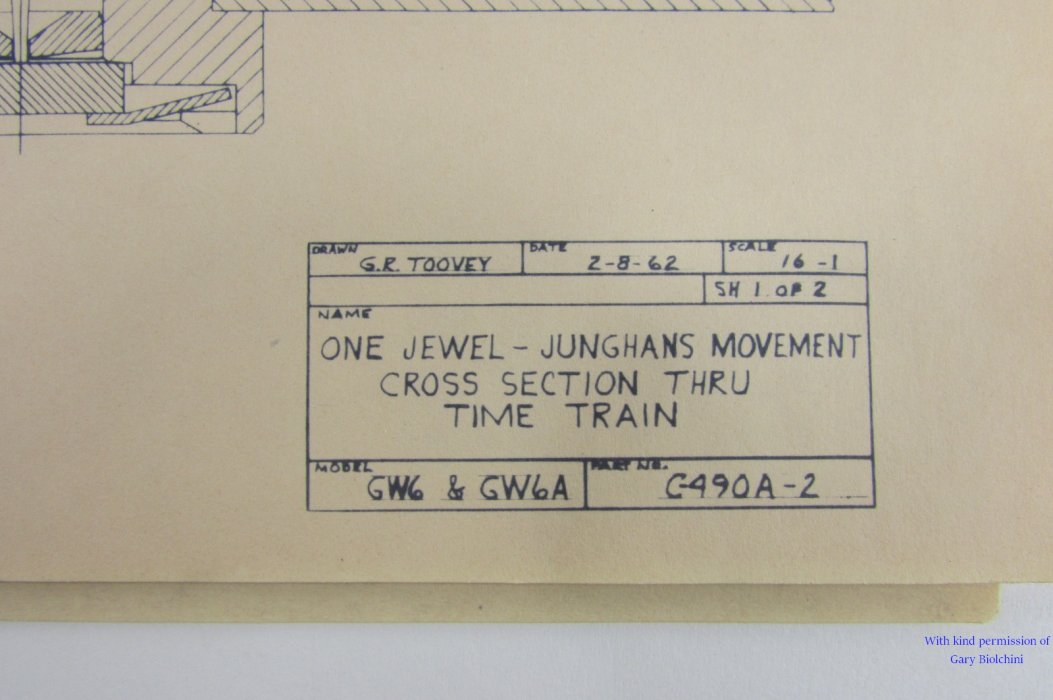 DRAWN
G.R. TOOVEY
DATE
2-8-62
SCALE
16-1
SH 1 OF 2
NAME
ONE JEWEL - JUNGHANS MOVEMENT
CROSS SECTION THRU
TIME TRAIN
MODEL
GW6 & GW6A
PART NO.
C-490A-2
With kind permission of
Gary Biolchini